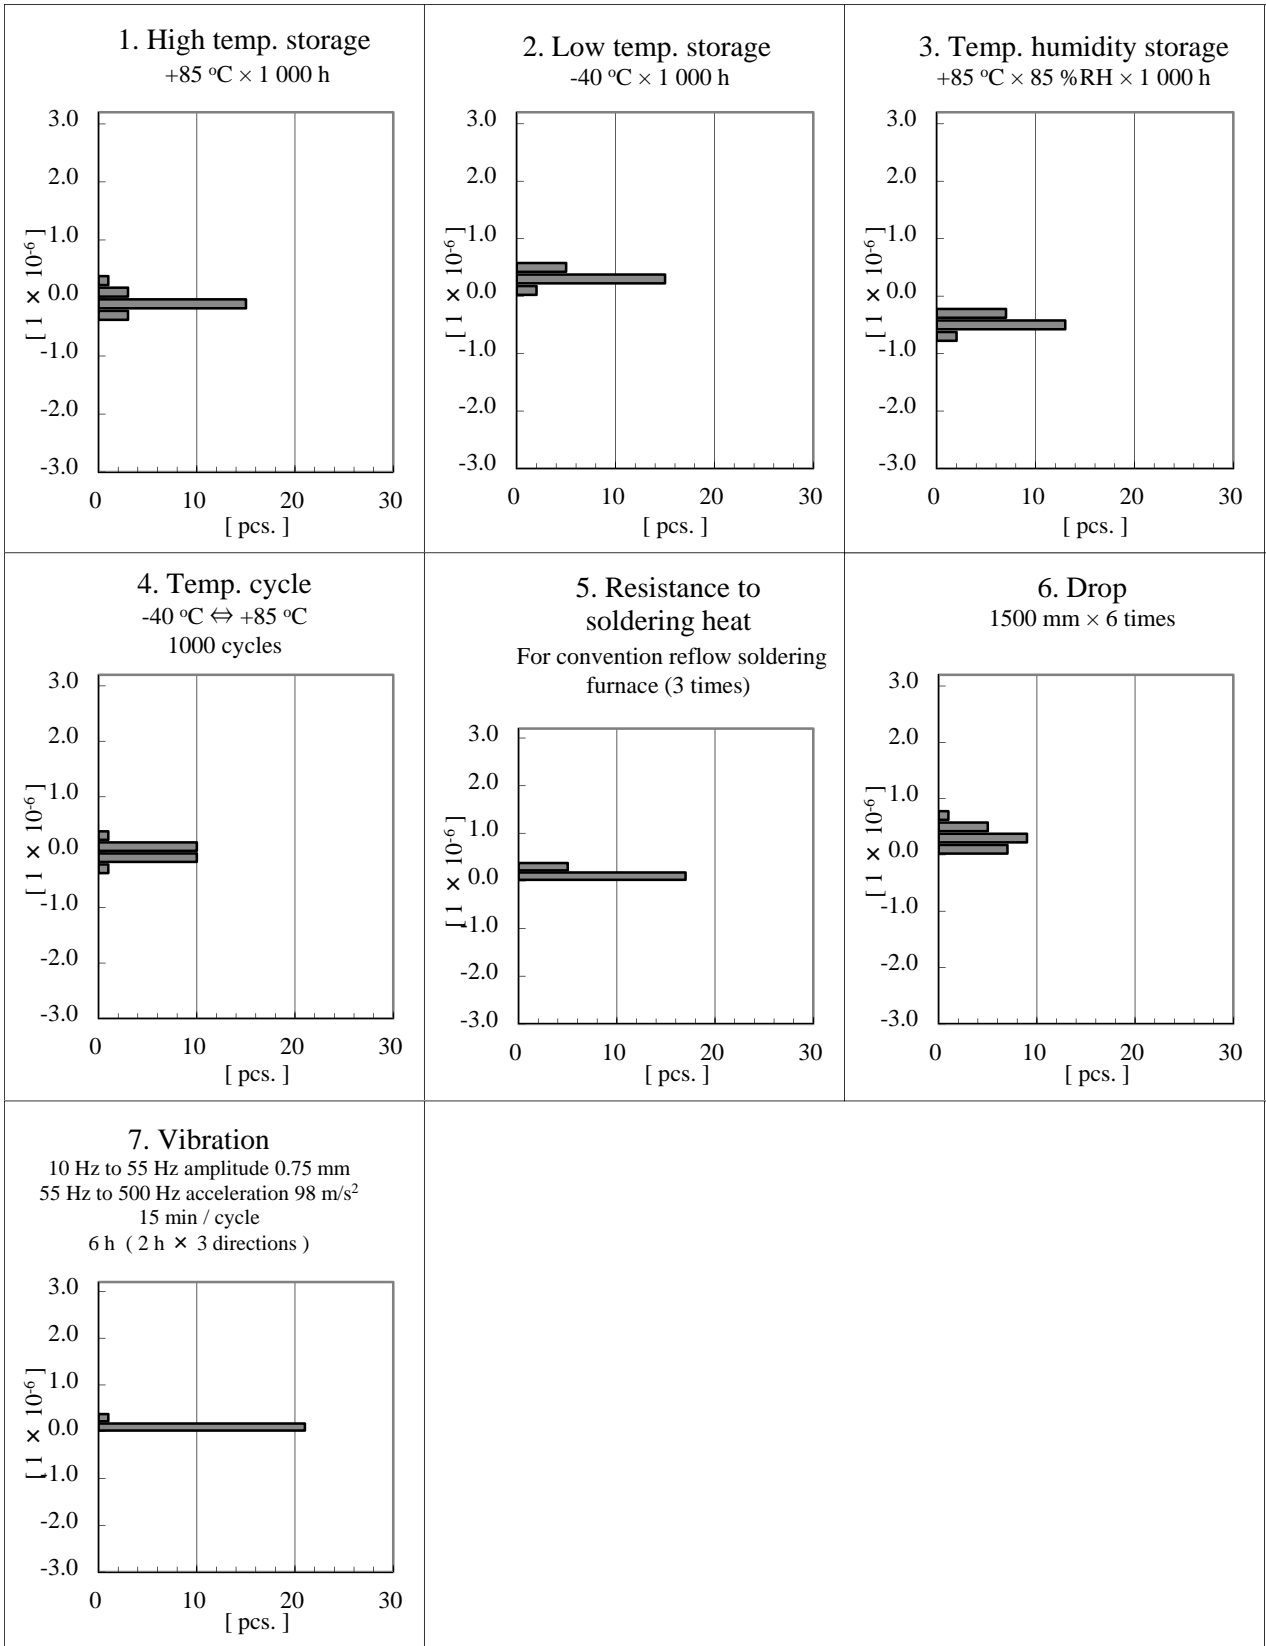 1. High temp. storage
+85 ºC × 1 000 h
3.0
2.0
1.0
0.0
-1.0
-2.0
-3.0
[ 1 × 10-6 ]
0 10 20 30
[ pcs. ]
2. Low temp. storage
-40 ºC × 1 000 h
3.0
2.0
1.0
0.0
-1.0
-2.0
-3.0
[ 1 × 10-6 ]
0 10 20 30
[ pcs. ]
3. Temp. humidity storage
+85 ºC × 85 %RH × 1 000 h
3.0
2.0
1.0
0.0
-1.0
-2.0
-3.0
[ 1 × 10-6 ]
0 10 20 30
[ pcs. ]
4. Temp. cycle
-40 ºC ⇔ +85 ºC
1000 cycles
3.0
2.0
1.0
0.0
-1.0
-2.0
-3.0
[ 1 × 10-6 ]
0 10 20 30
[ pcs. ]
5. Resistance to
soldering heat
For convention reflow soldering
furnace (3 times)
3.0
2.0
1.0
0.0
-1.0
-2.0
-3.0
[ 1 × 10-6 ]
0 10 20 30
[ pcs. ]
6. Drop
1500 mm × 6 times
3.0
2.0
1.0
0.0
-1.0
-2.0
-3.0
[ 1 × 10-6 ]
0 10 20 30
[ pcs. ]
7. Vibration
10 Hz to 55 Hz amplitude 0.75 mm
55 Hz to 500 Hz acceleration 98 m/s2
15 min / cycle
6 h ( 2 h × 3 directions )
3.0
2.0
1.0
0.0
-1.0
-2.0
-3.0
[ 1 × 10-6 ]
0 10 20 30
[ pcs. ]